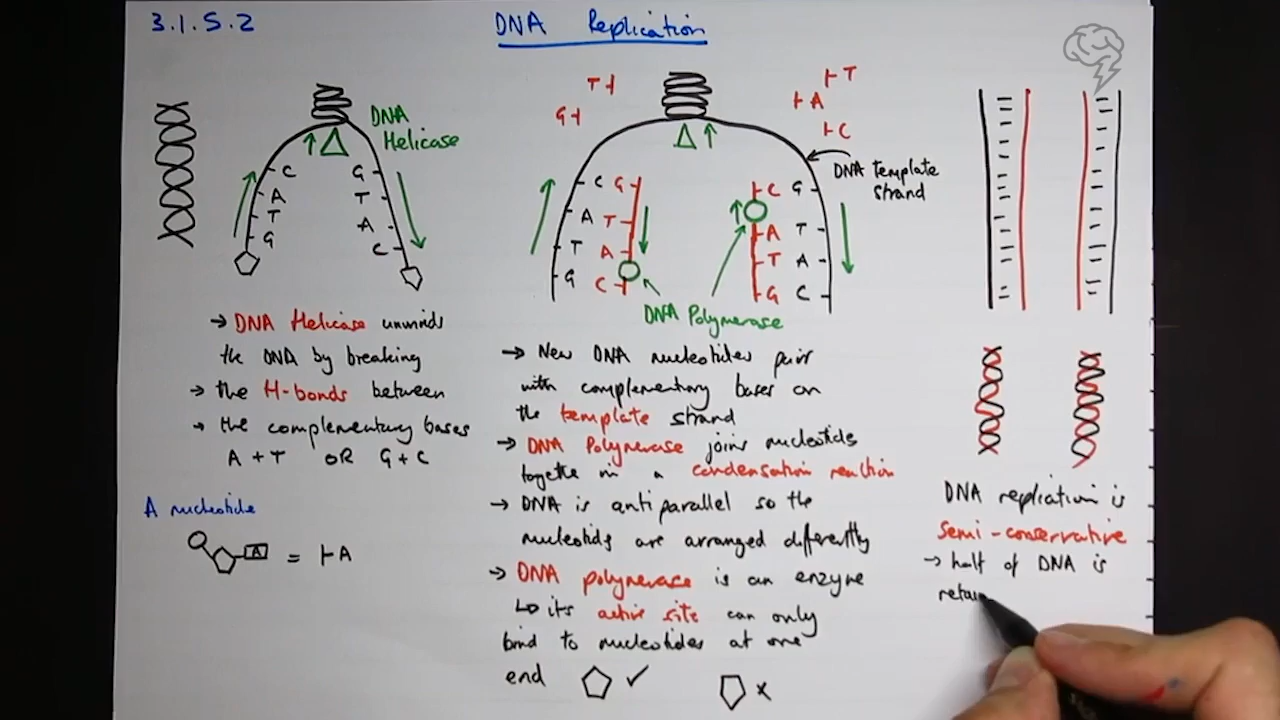 3.1.5.2
DNA Replication
DNA
Helicase
C
A
T
G
G
T
A
C
T
G
T
A
C
DNA template
strand
C G
A T
T A
G C
C G
A T
T A
G C
DNA Polymerase
→ DNA Helicase unwinds
the DNA by breaking
→ the H-bonds between
→ the complementary bases
A + T OR G + C
A nucleotide
A = A
→ New DNA nucleotides pair
with complementary bases on
the template strand
→ DNA Polymerase joins nucleotides
together in a condensation reaction
→ DNA is antiparallel so the
nucleotids are arranged differently
→ DNA polymerase is an enzyme
↳ its active site can only
bind to nucleotides at one
end ✓ x
DNA replication is
Semi-conservative
→ half of DNA is
retai